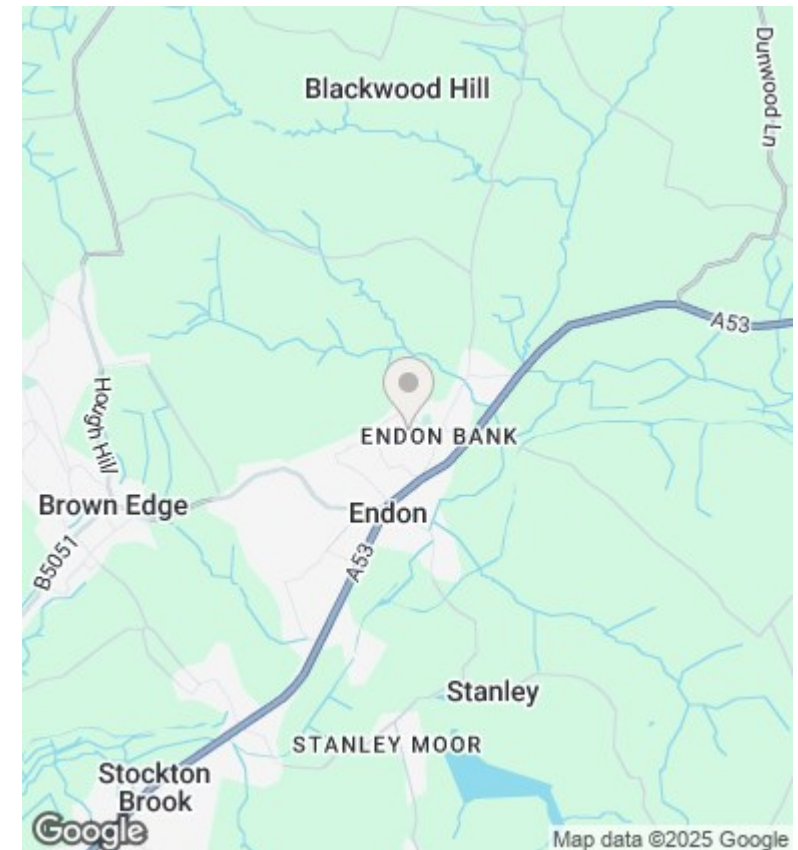 Dunwood Ln
Blackwood Hill
A53
Hough Hill
ENDON BANK
Brown Edge
Endon
B5051
A53
Stanley
STANLEY MOOR
Stockton
Brook
Google
Map data ©2025 Google